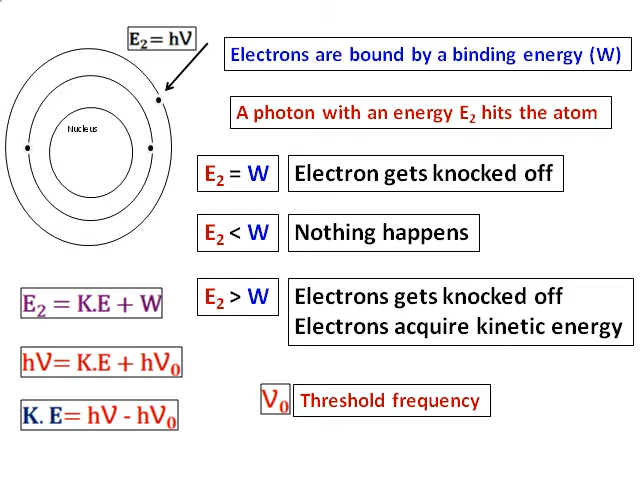 E₂ = hν
Electrons are bound by a binding energy (W)
A photon with an energy E₂ hits the atom
Nucleus
E₂ = W
Electron gets knocked off
E₂ < W
Nothing happens
E₂ > W
Electrons gets knocked off
Electrons acquire kinetic energy
E₂ = K.E + W
hν= K.E + hν₀
K. E= hν - hν₀
ν₀
Threshold frequency